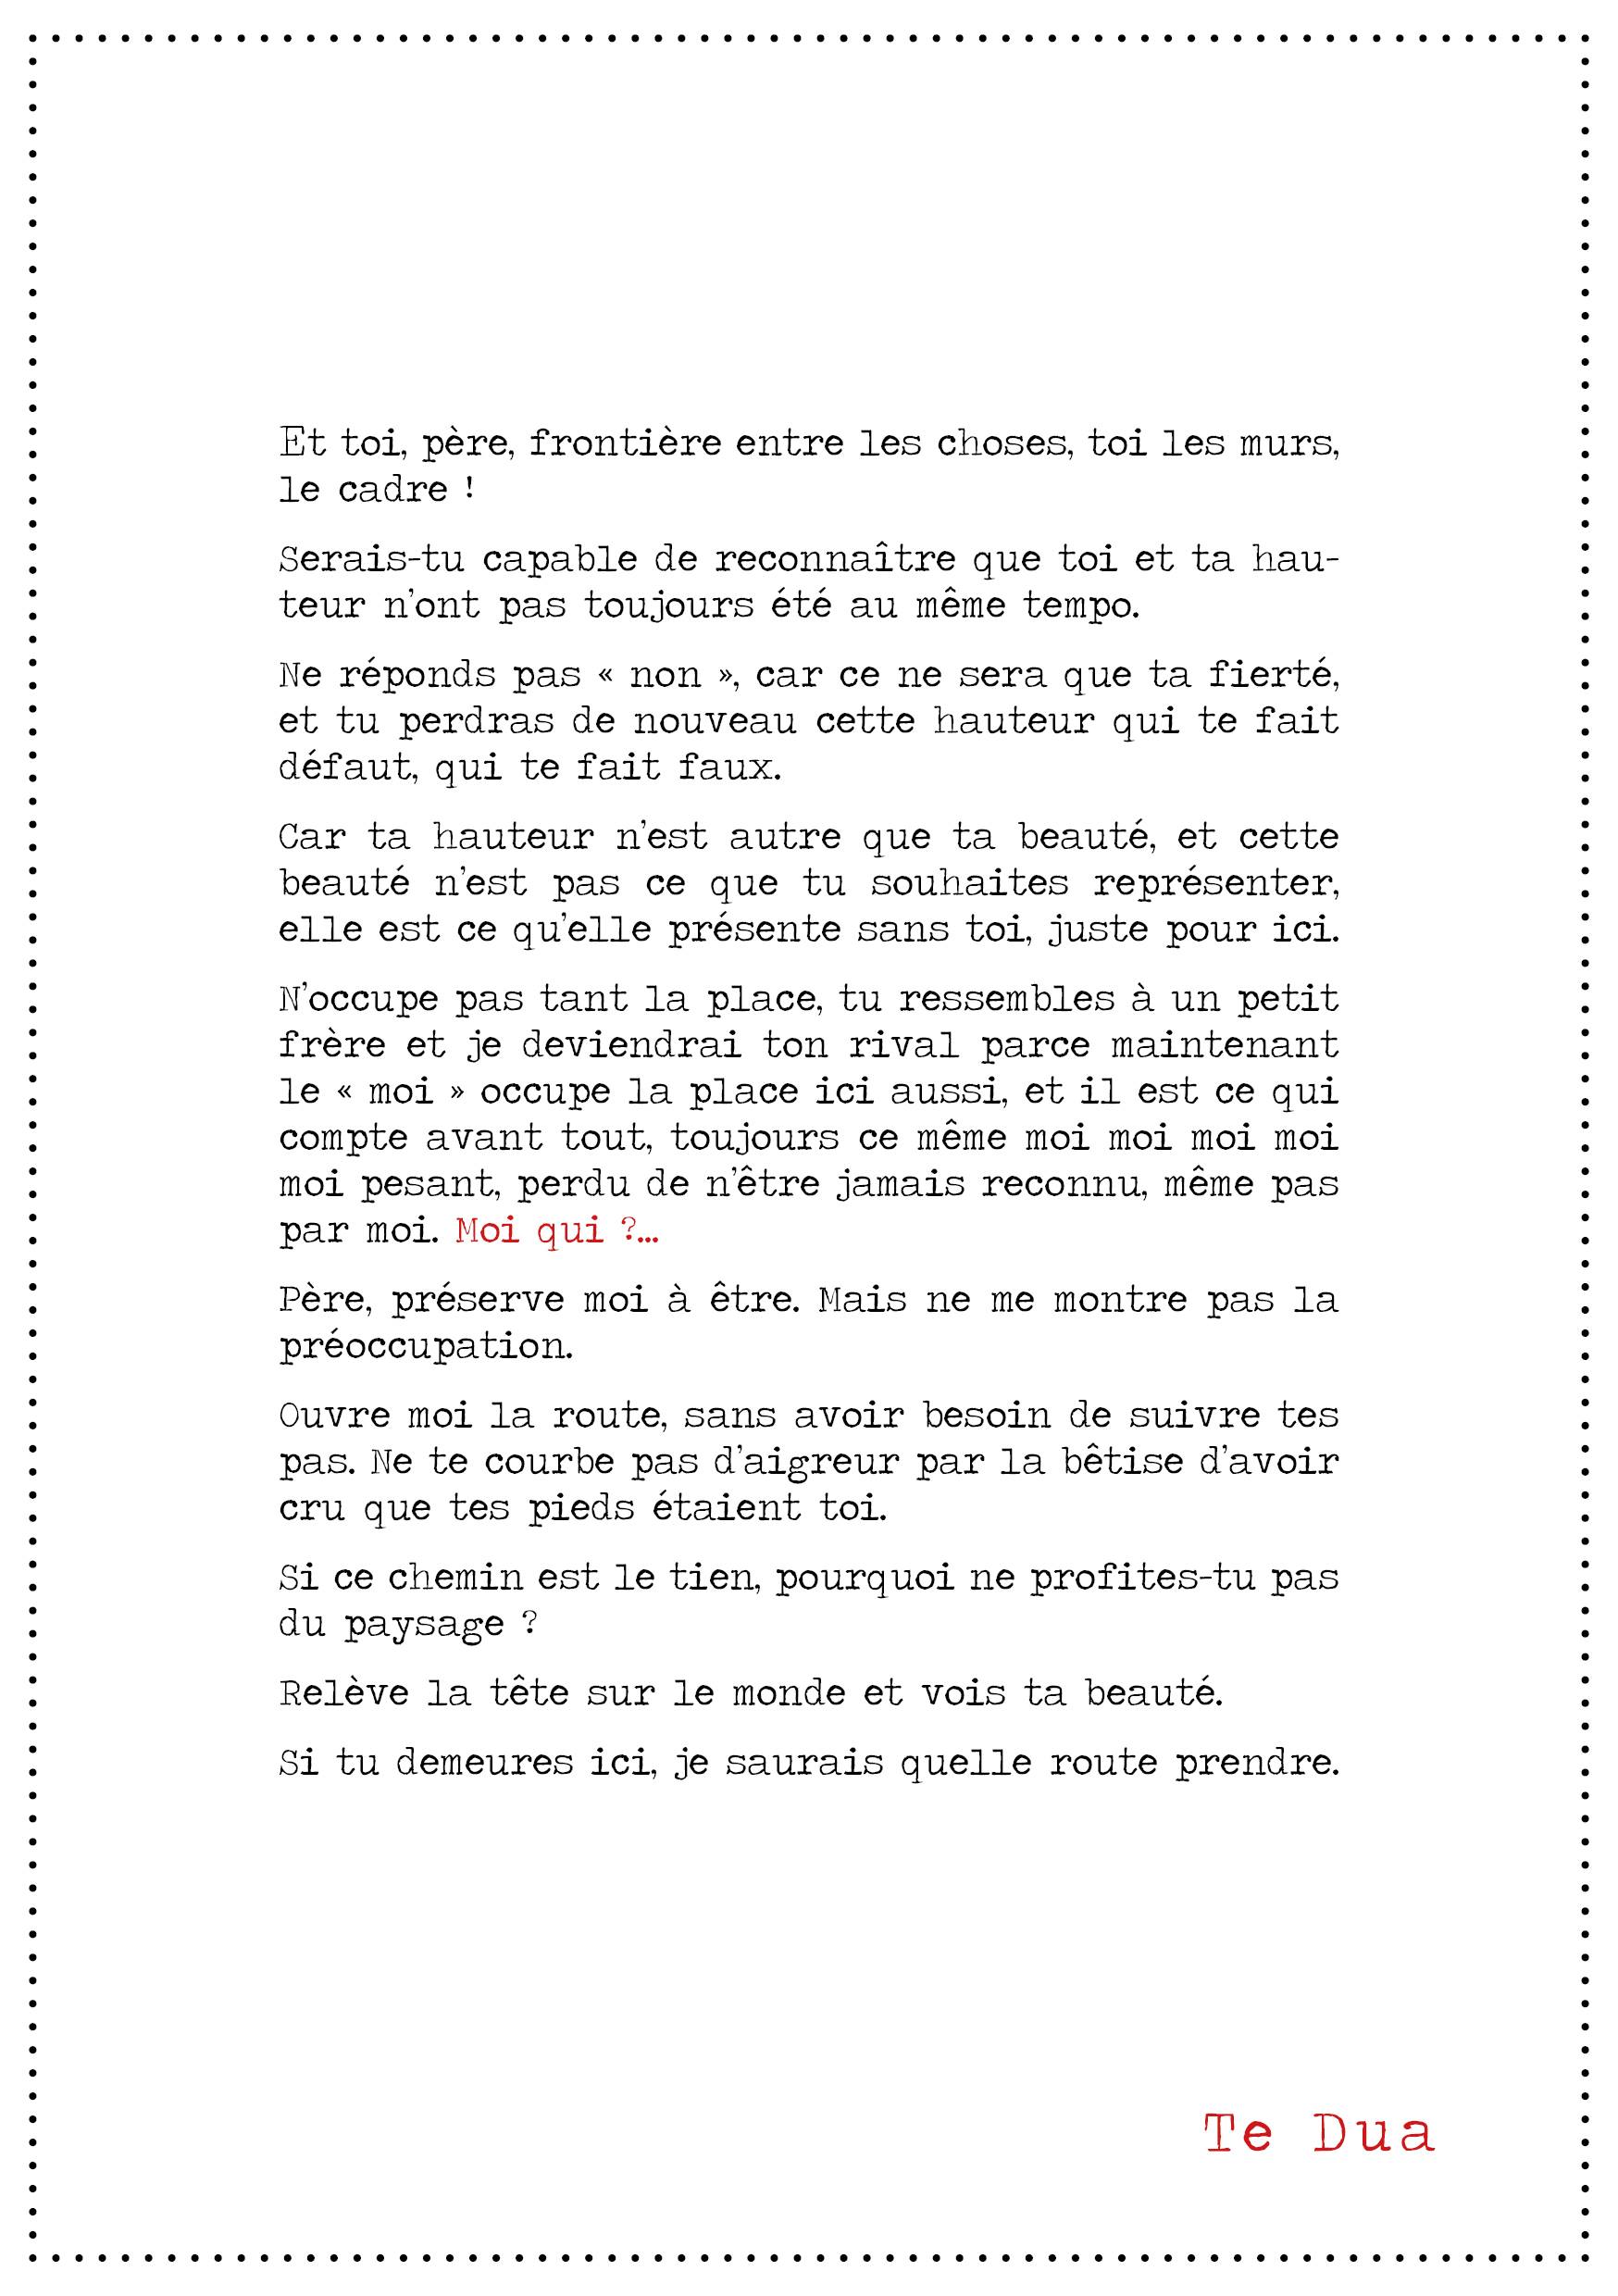 Et toi, père, frontière entre les choses, toi les murs,
le cadre !
Serais-tu capable de reconnaître que toi et ta hau-
teur n'ont pas toujours été au même tempo.
Ne réponds pas « non », car ce ne sera que ta fierté,
et tu perdras de nouveau cette hauteur qui te fait
défaut, qui te fait faux.
Car ta hauteur n'est autre que ta beauté, et cette
beauté n'est pas ce que tu souhaites représenter,
elle est ce qu'elle présente sans toi, juste pour ici.
N'occupe pas tant la place, tu ressembles à un petit
frère et je deviendrai ton rival parce maintenant
le « moi » occupe la place ici aussi, et il est ce qui
compte avant tout, toujours ce même moi moi moi moi
moi pesant, perdu de n'être jamais reconnu, même pas
par moi. Moi qui ?...
Père, préserve moi à être. Mais ne me montre pas la
préoccupation.
Ouvre moi la route, sans avoir besoin de suivre tes
pas. Ne te courbe pas d'aigreur par la bêtise d'avoir
cru que tes pieds étaient toi.
Si ce chemin est le tien, pourquoi ne profites-tu pas
du paysage ?
Relève la tête sur le monde et vois ta beauté.
Si tu demeures ici, je saurais quelle route prendre.
Te Dua